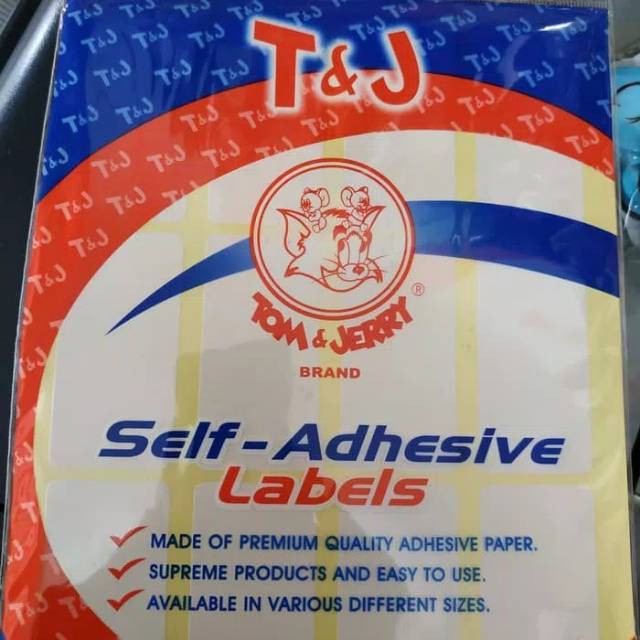 T&J
TOM & JERRY ®
BRAND
Self-Adhesive
Labels
MADE OF PREMIUM QUALITY ADHESIVE PAPER.
SUPREME PRODUCTS AND EASY TO USE.
AVAILABLE IN VARIOUS DIFFERENT SIZES.